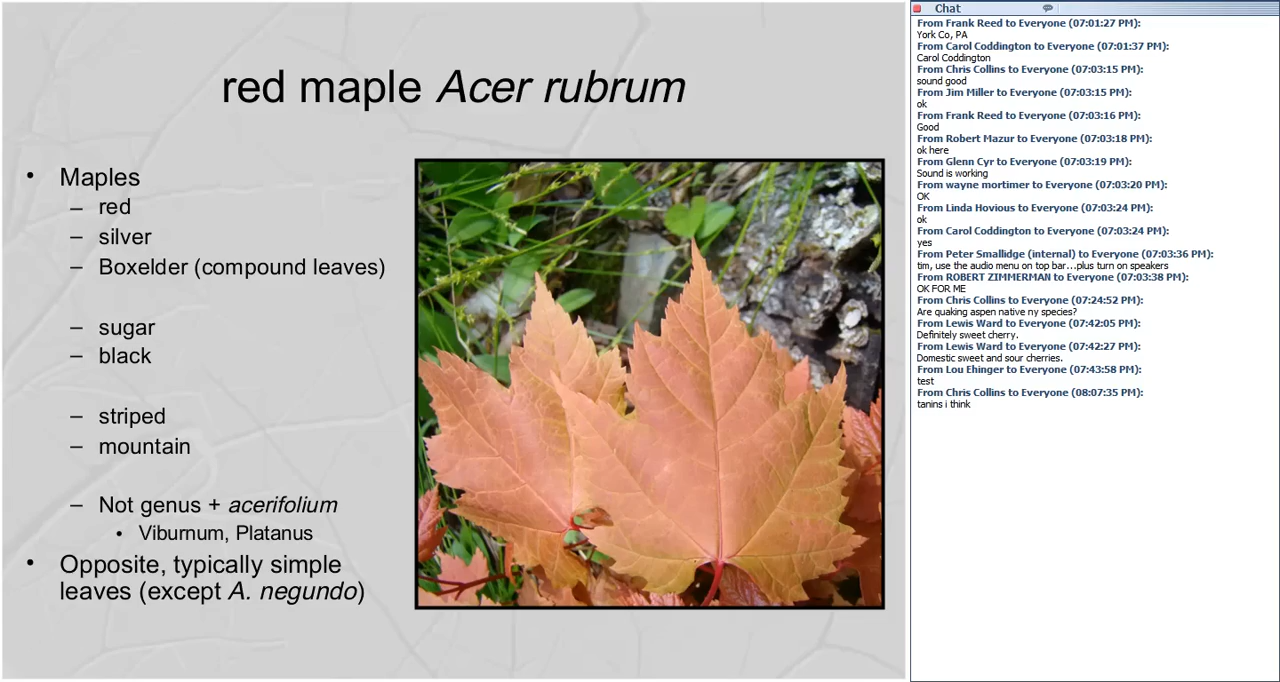 red maple Acer rubrum
• Maples
– red
– silver
– Boxelder (compound leaves)
– sugar
– black
– striped
– mountain
– Not genus + acerifolium
• Viburnum, Platanus
• Opposite, typically simple
leaves (except A. negundo)
Chat
From Frank Reed to Everyone (07:01:27 PM):
York Co, PA
From Carol Coddington to Everyone (07:01:37 PM):
Carol Coddington
From Chris Collins to Everyone (07:03:15 PM):
sound good
From Jim Miller to Everyone (07:03:15 PM):
ok
From Frank Reed to Everyone (07:03:16 PM):
Good
From Robert Mazur to Everyone (07:03:18 PM):
ok here
From Glenn Cyr to Everyone (07:03:19 PM):
Sound is working
From wayne mortimer to Everyone (07:03:20 PM):
OK
From Linda Hovious to Everyone (07:03:24 PM):
ok
From Carol Coddington to Everyone (07:03:24 PM):
yes
From Peter Smallidge (internal) to Everyone (07:03:36 PM):
tim, use the audio menu on top bar...plus turn on speakers
From ROBERT ZIMMERMAN to Everyone (07:03:38 PM):
OK FOR ME
From Chris Collins to Everyone (07:24:52 PM):
Are quaking aspen native ny species?
From Lewis Ward to Everyone (07:42:05 PM):
Definitely sweet cherry.
From Lewis Ward to Everyone (07:42:27 PM):
Domestic sweet and sour cherries.
From Lou Ehinger to Everyone (07:43:58 PM):
test
From Chris Collins to Everyone (08:07:35 PM):
tanins i think